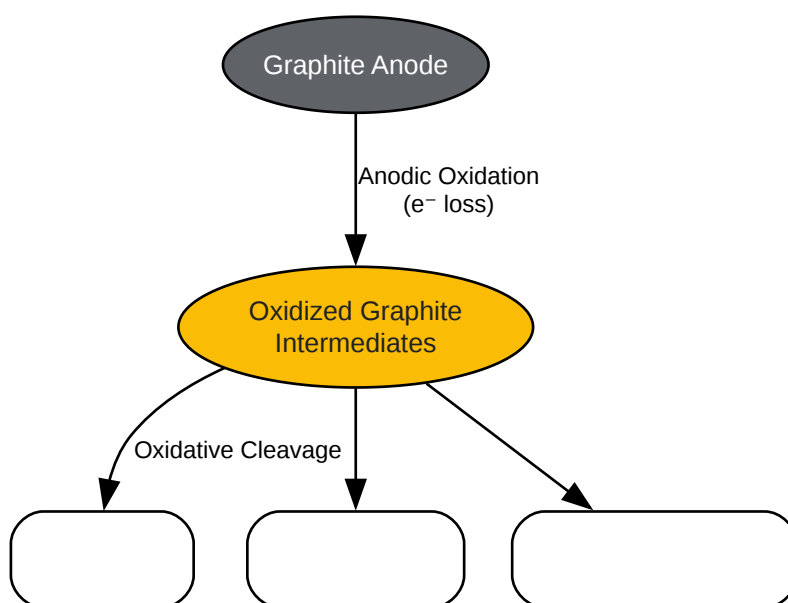 Graphite Anode
Anodic Oxidation
(e⁻ loss)
Oxidized Graphite
Intermediates
Oxidative Cleavage